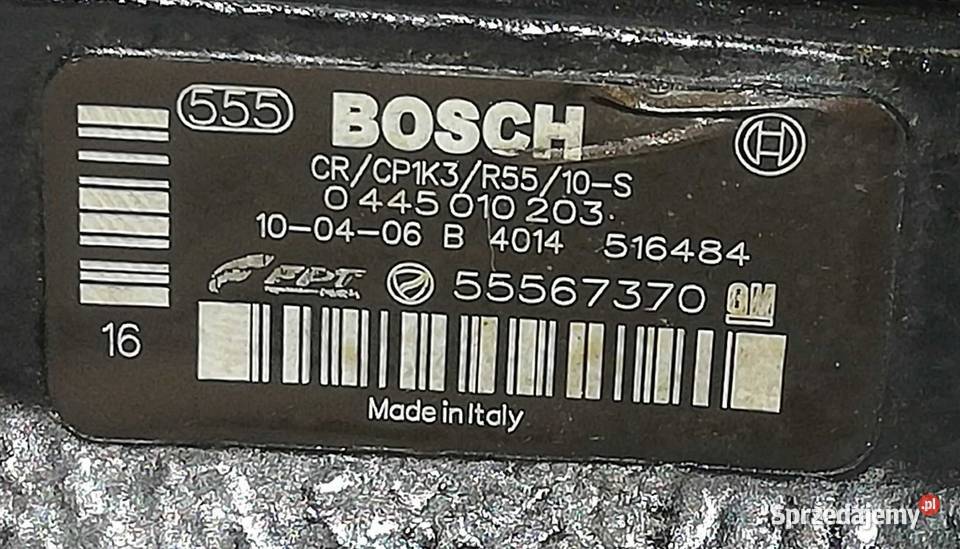 555 BOSCH
CR/CP1K3/R55/10-S
0 445 010 203
10-04-06 B 4014 516484
FPT 55567370 GM
16
Made in Italy
Sprzedajemy.pl